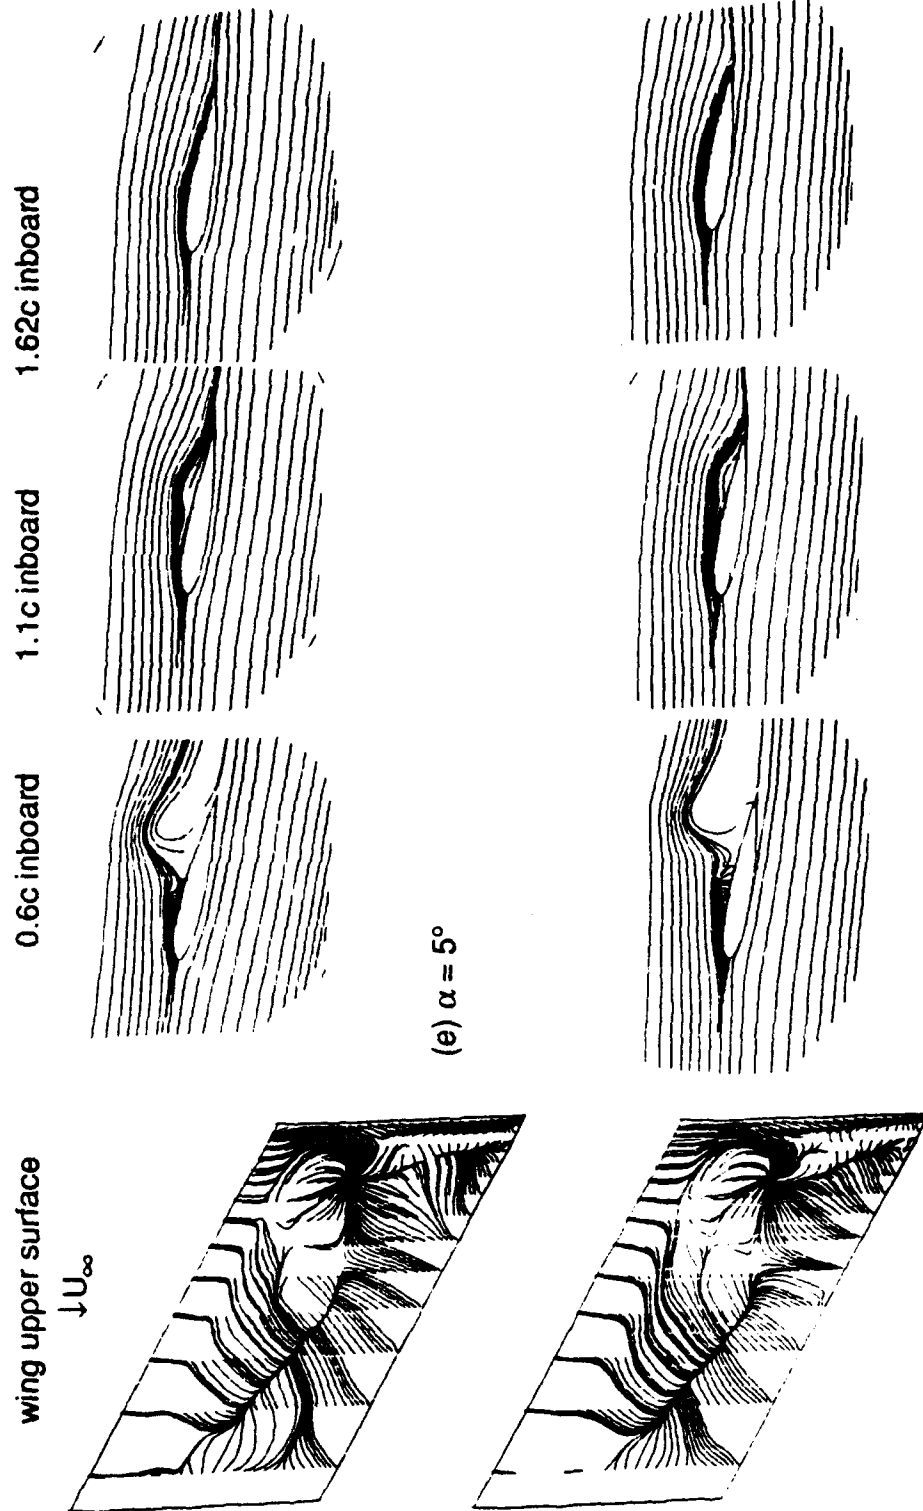 wing upper surface
↓U∞
0.6c inboard
1.1c inboard
1.62c inboard
(e) α = 5°